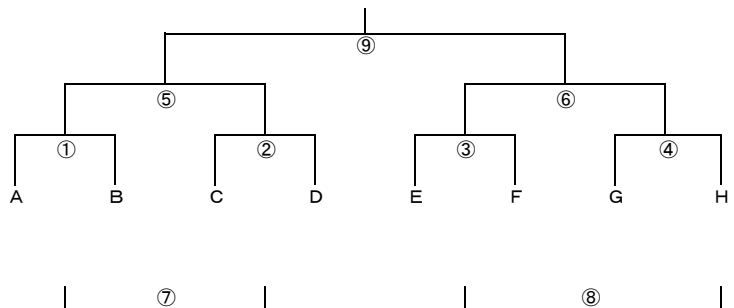 ⑨
⑤ ⑥
① ② ③ ④
A B C D E F G H
⑦ ⑧